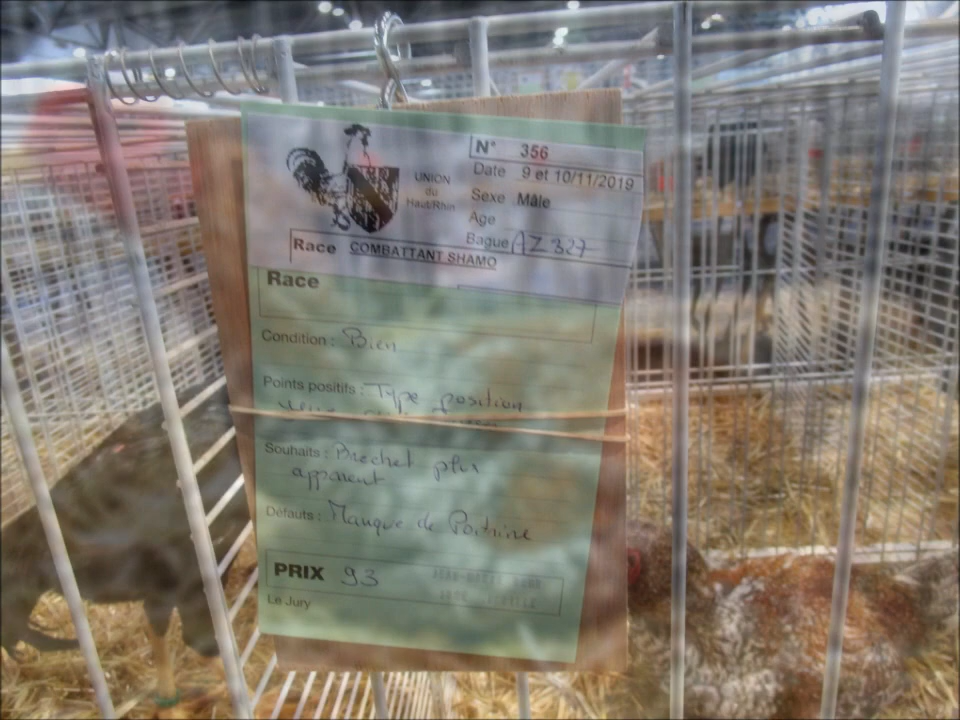 UNION
du
Haut/Rhin
N° 356
Date 9 et 10/11/2019
Sexe Mâle
Age
Bague AZ 327
Race COMBATTANT SHAMO
Race
Condition : Bien
Points positifs : Type position
Souhaits : Brechet plus
apparent
Défauts : Manque de Poitrine
PRIX 93
Le Jury